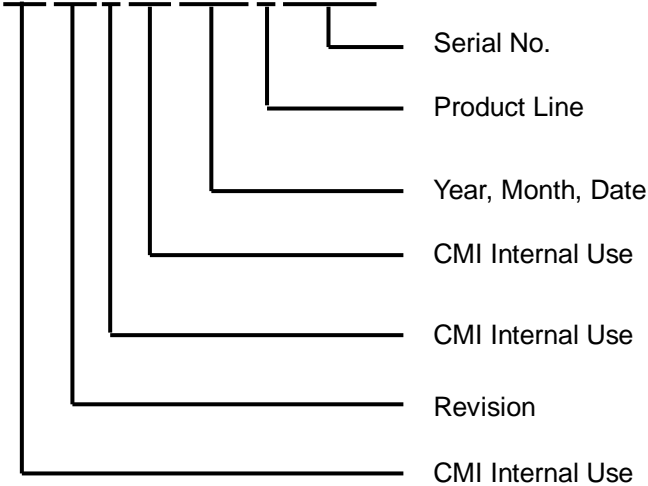 Serial No.
Product Line
Year, Month, Date
CMI Internal Use
CMI Internal Use
Revision
CMI Internal Use